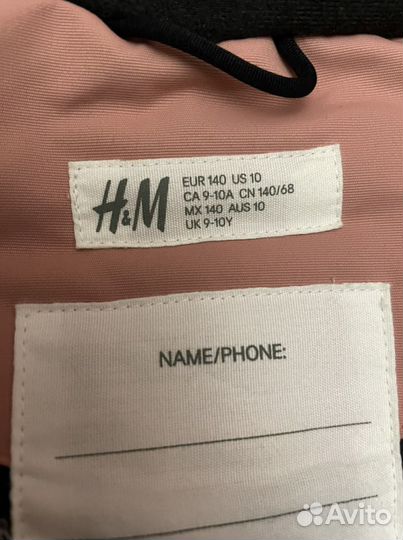 H&M
EUR 140 US 10
CA 9-10A CN 140/68
MX 140 AUS 10
UK 9-10Y
NAME/PHONE:
Avito